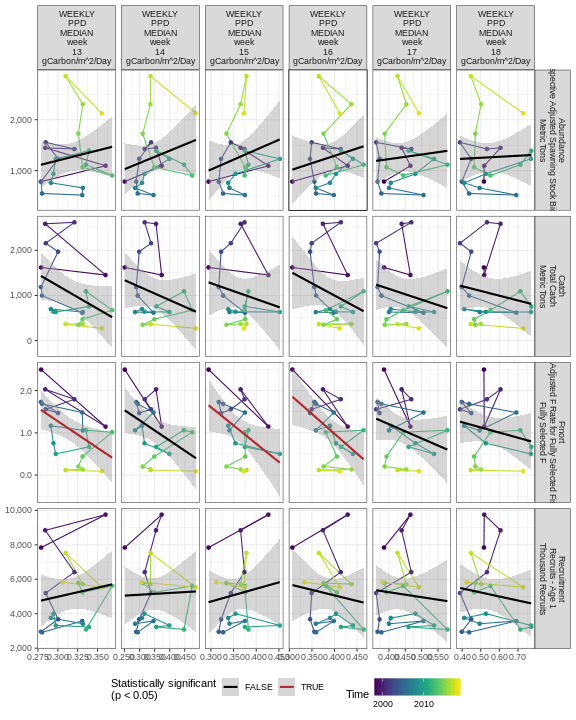 WEEKLY
PPD
MEDIAN
week
13
gCarbon/m^2/Day
WEEKLY
PPD
MEDIAN
week
14
gCarbon/m^2/Day
WEEKLY
PPD
MEDIAN
week
15
gCarbon/m^2/Day
WEEKLY
PPD
MEDIAN
week
16
gCarbon/m^2/Day
WEEKLY
PPD
MEDIAN
week
17
gCarbon/m^2/Day
WEEKLY
PPD
MEDIAN
week
18
gCarbon/m^2/Day
2,000
1,000
Abundance
Adjusted Spawning Stock
Metric Tons
2,000
1,000
0
Catch
Total Catch
Metric Tons
2.0
1.0
0.0
Fmort
Adjusted F Rate for Fully Selected
Fully Selected F
10,000
8,000
6,000
4,000
2,000
Recruitment
Recruits - Age 1
Thousand Recruits
0.275 0.300 0.325 0.350
0.300 0.350 0.400 0.450
0.300 0.350 0.400
0.350 0.400 0.450
0.400 0.450 0.500 0.550
0.40 0.50 0.60 0.70
Statistically significant
(p < 0.05)
FALSE
TRUE
Time
2000
2010